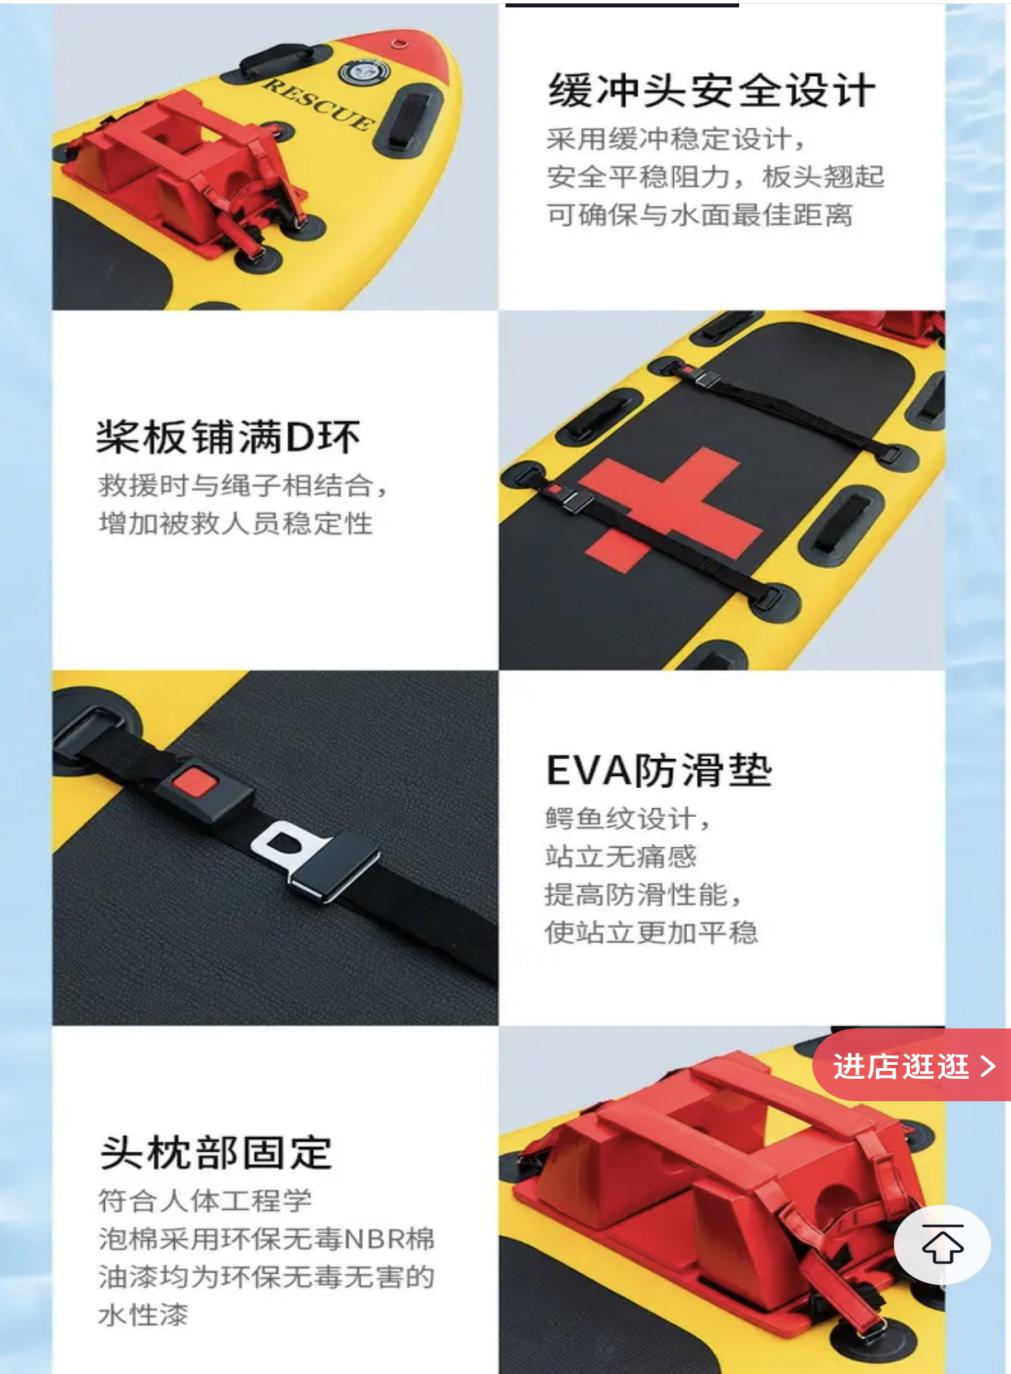 RESCUE
缓冲头安全设计
采用缓冲稳定设计，
安全平稳阻力，板头翘起
可确保与水面最佳距离
桨板铺满D环
救援时与绳子相结合，
增加被救人员稳定性
EVA防滑垫
鳄鱼纹设计，
站立无痛感
提高防滑性能，
使站立更加平稳
进店逛逛
头枕部固定
符合人体工程学
泡棉采用环保无毒NBR棉
油漆均为环保无毒无害的
水性漆